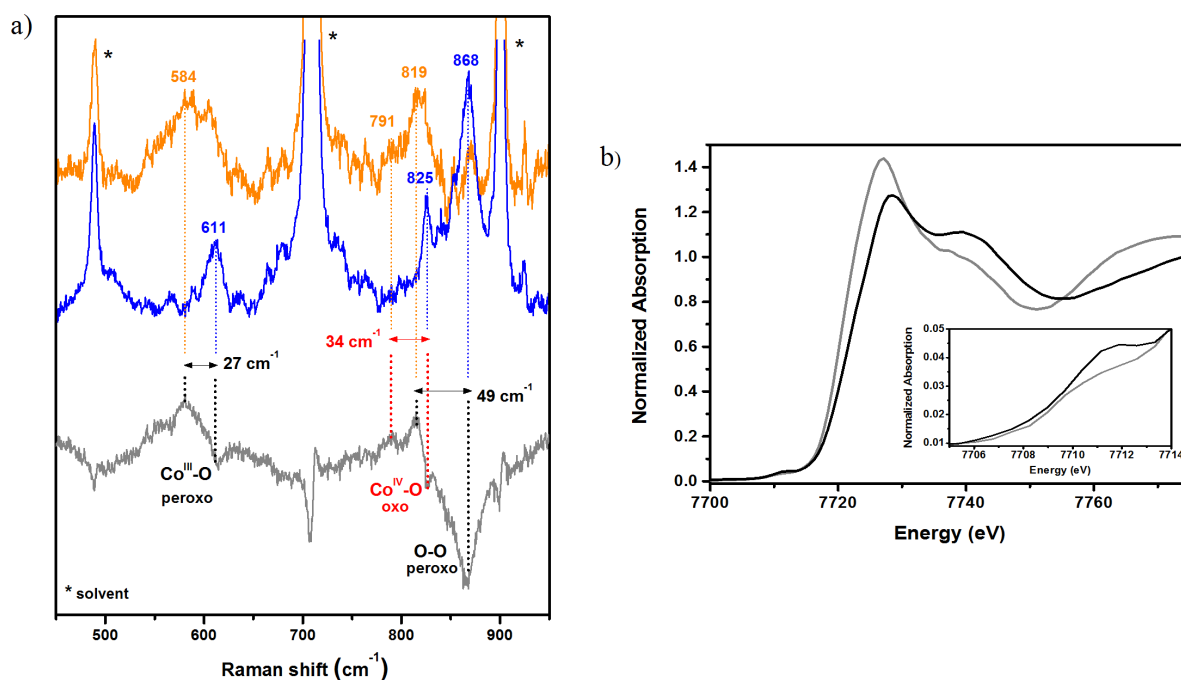 a)
*
*
*
584
819
868
791
611
825
34 cm⁻¹
27 cm⁻¹
49 cm⁻¹
Coᴵᴵᴵ-O
peroxo
Coᴵⱽ-O
oxo
O-O
peroxo
* solvent
500 600 700 800 900
Raman shift (cm⁻¹)
b)
Normalized Absorption
1.4
1.2
1.0
0.8
0.6
0.4
0.2
0.0
7700 7720 7740 7760
Energy (eV)
Normalized Absorption
0.05
0.04
0.03
0.02
0.01
7706 7708 7710 7712 7714
Energy (eV)